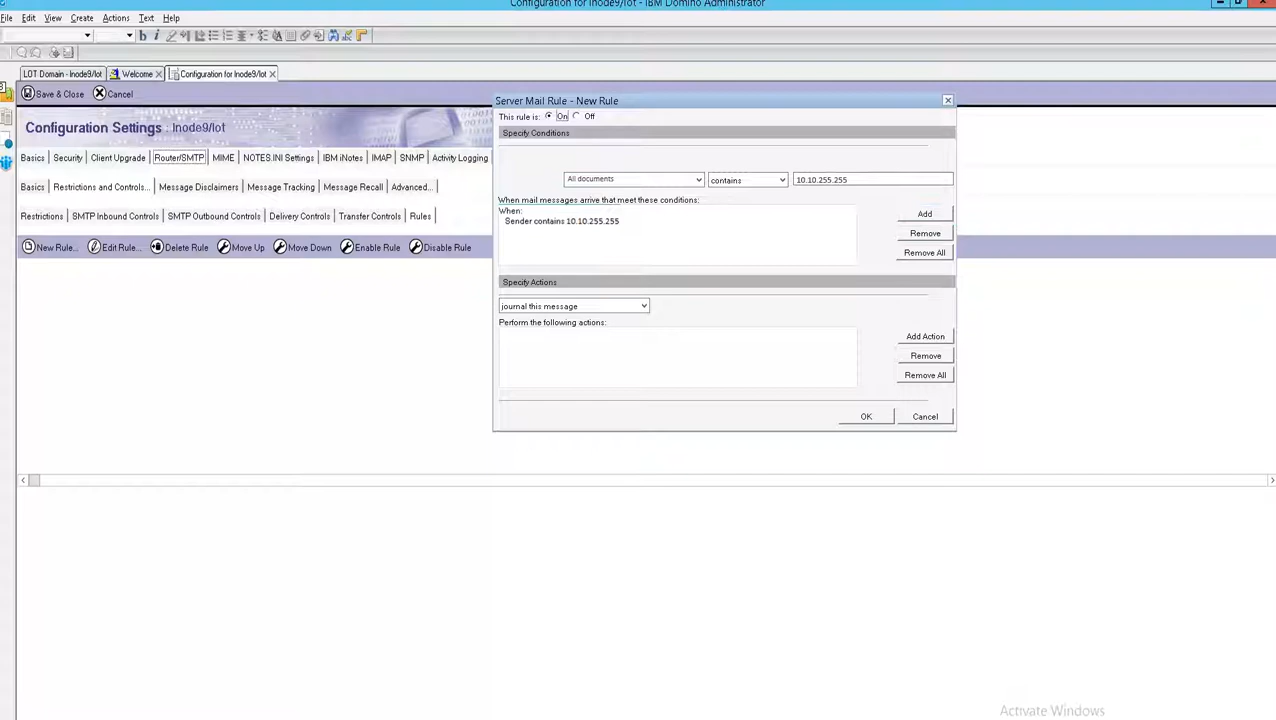 Configuration for lnode9/lot - IBM Domino Administrator
File Edit View Create Actions Text Help
LOT Domain - lnode9/lot Welcome Configuration for lnode9/lot
Save & Close Cancel
Configuration Settings : lnode9/lot
Basics Security Client Upgrade Router/SMTP MIME NOTES.INI Settings IBM iNotes IMAP SNMP Activity Logging
Basics Restrictions and Controls... Message Disclaimers Message Tracking Message Recall Advanced...
Restrictions SMTP Inbound Controls SMTP Outbound Controls Delivery Controls Transfer Controls Rules
New Rule... Edit Rule... Delete Rule Move Up Move Down Enable Rule Disable Rule
Server Mail Rule - New Rule
This rule is: On Off
Specify Conditions
All documents contains 10.10.255.255
When mail messages arrive that meet these conditions:
When:
Sender contains 10.10.255.255
Add
Remove
Remove All
Specify Actions
journal this message
Perform the following actions:
Add Action
Remove
Remove All
OK Cancel
Activate Windows